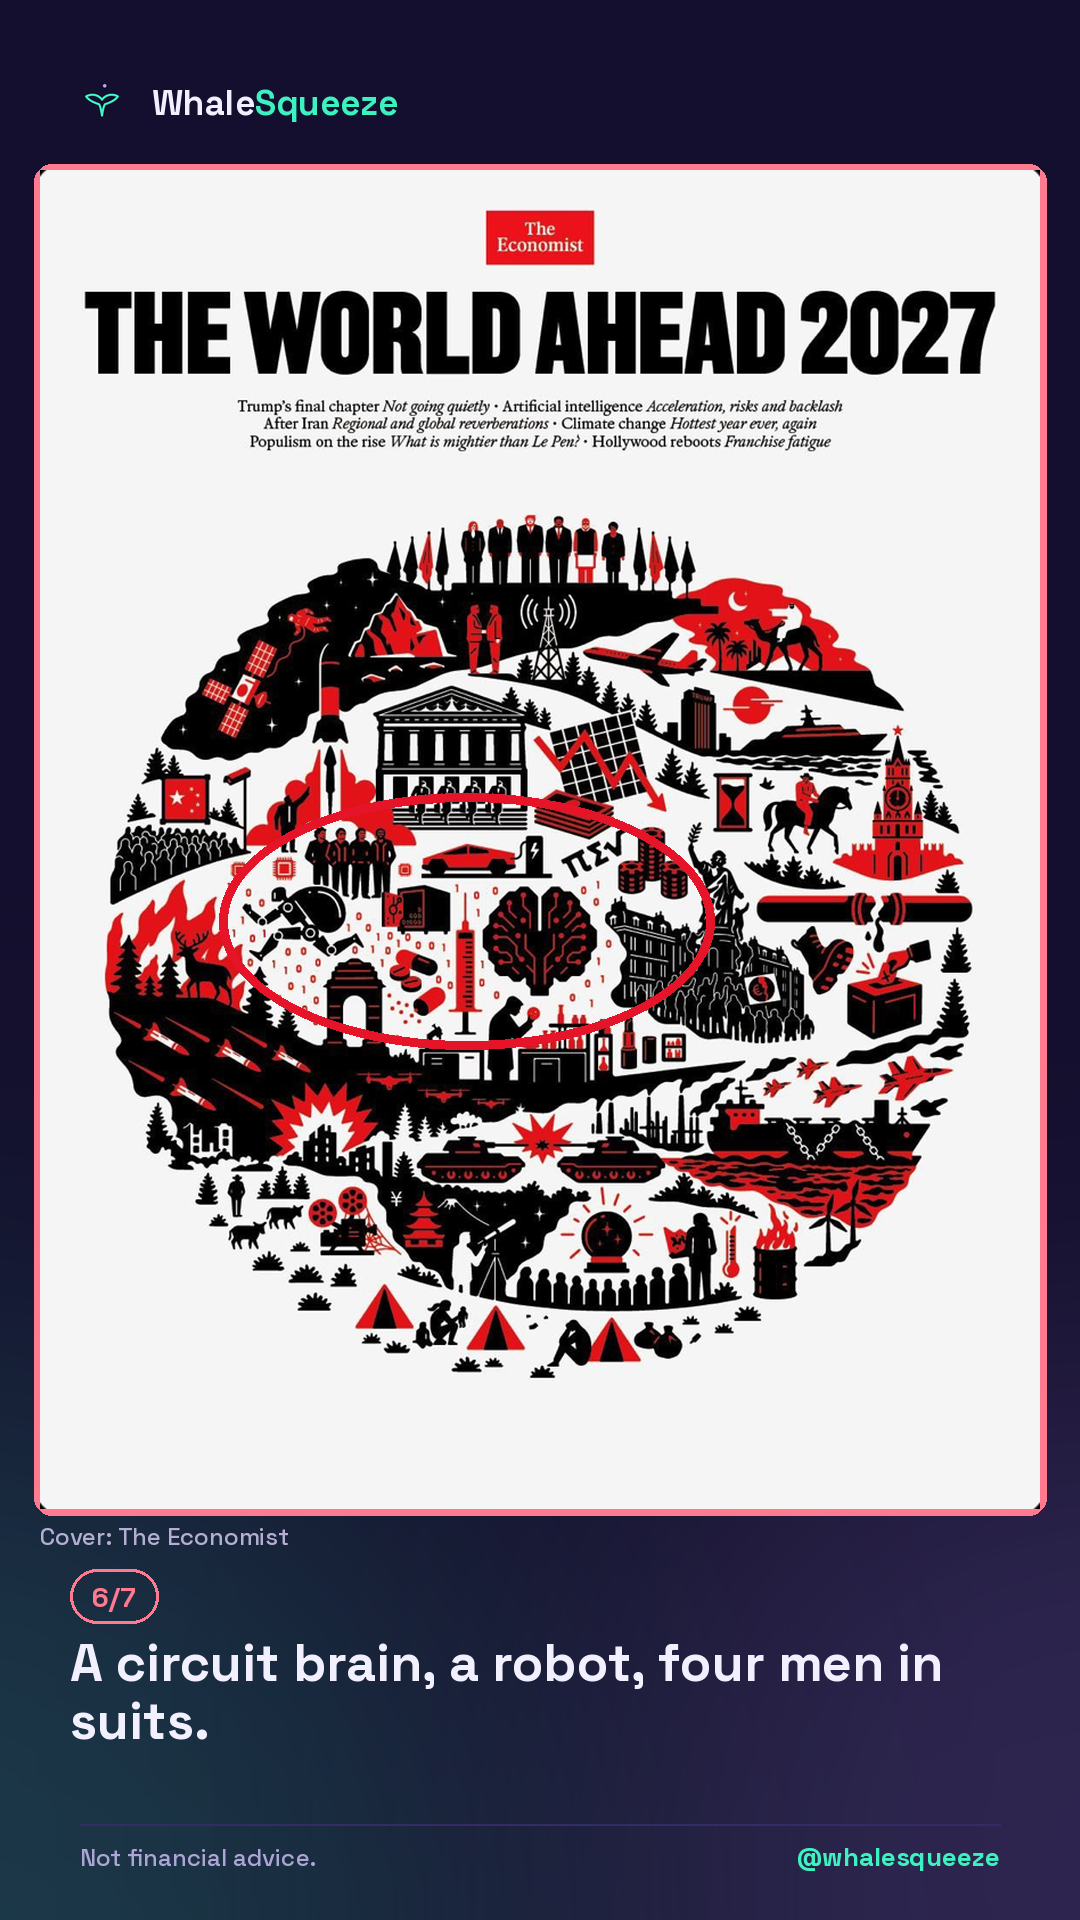 WhaleSqueeze
The
Economist
THE WORLD AHEAD 2027
Trump's final chapter Not going quietly • Artificial intelligence Acceleration, risks and backlash
After Iran Regional and global reverberations • Climate change Hottest year ever, again
Populism on the rise What is mightier than Le Pen? • Hollywood reboots Franchise fatigue
TRUMP
πΣν
¥
Cover: The Economist
6/7
A circuit brain, a robot, four men in
suits.
Not financial advice.
@whalesqueeze